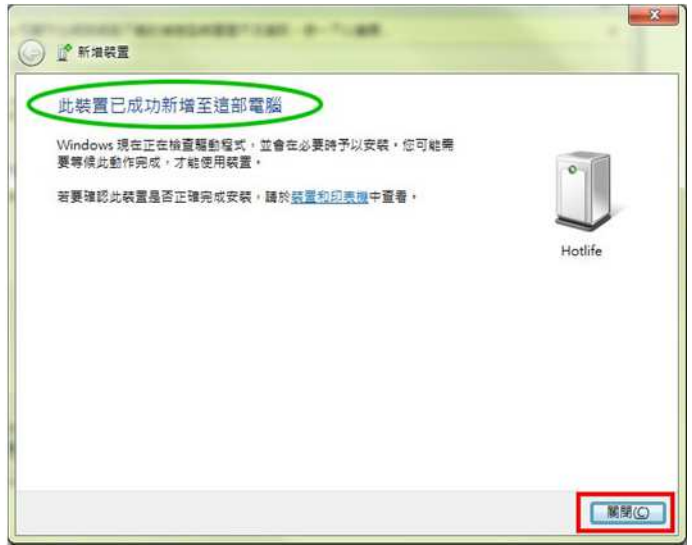 新增裝置
此裝置已成功新增至這部電腦
Windows 現在正在檢查驅動程式，並會在必要時予以安裝。您可能需
要等候此動作完成，才能使用裝置。
若要確認此裝置是否正確完成安裝，請於裝置和印表機中查看。
Hotlife
關閉(C)